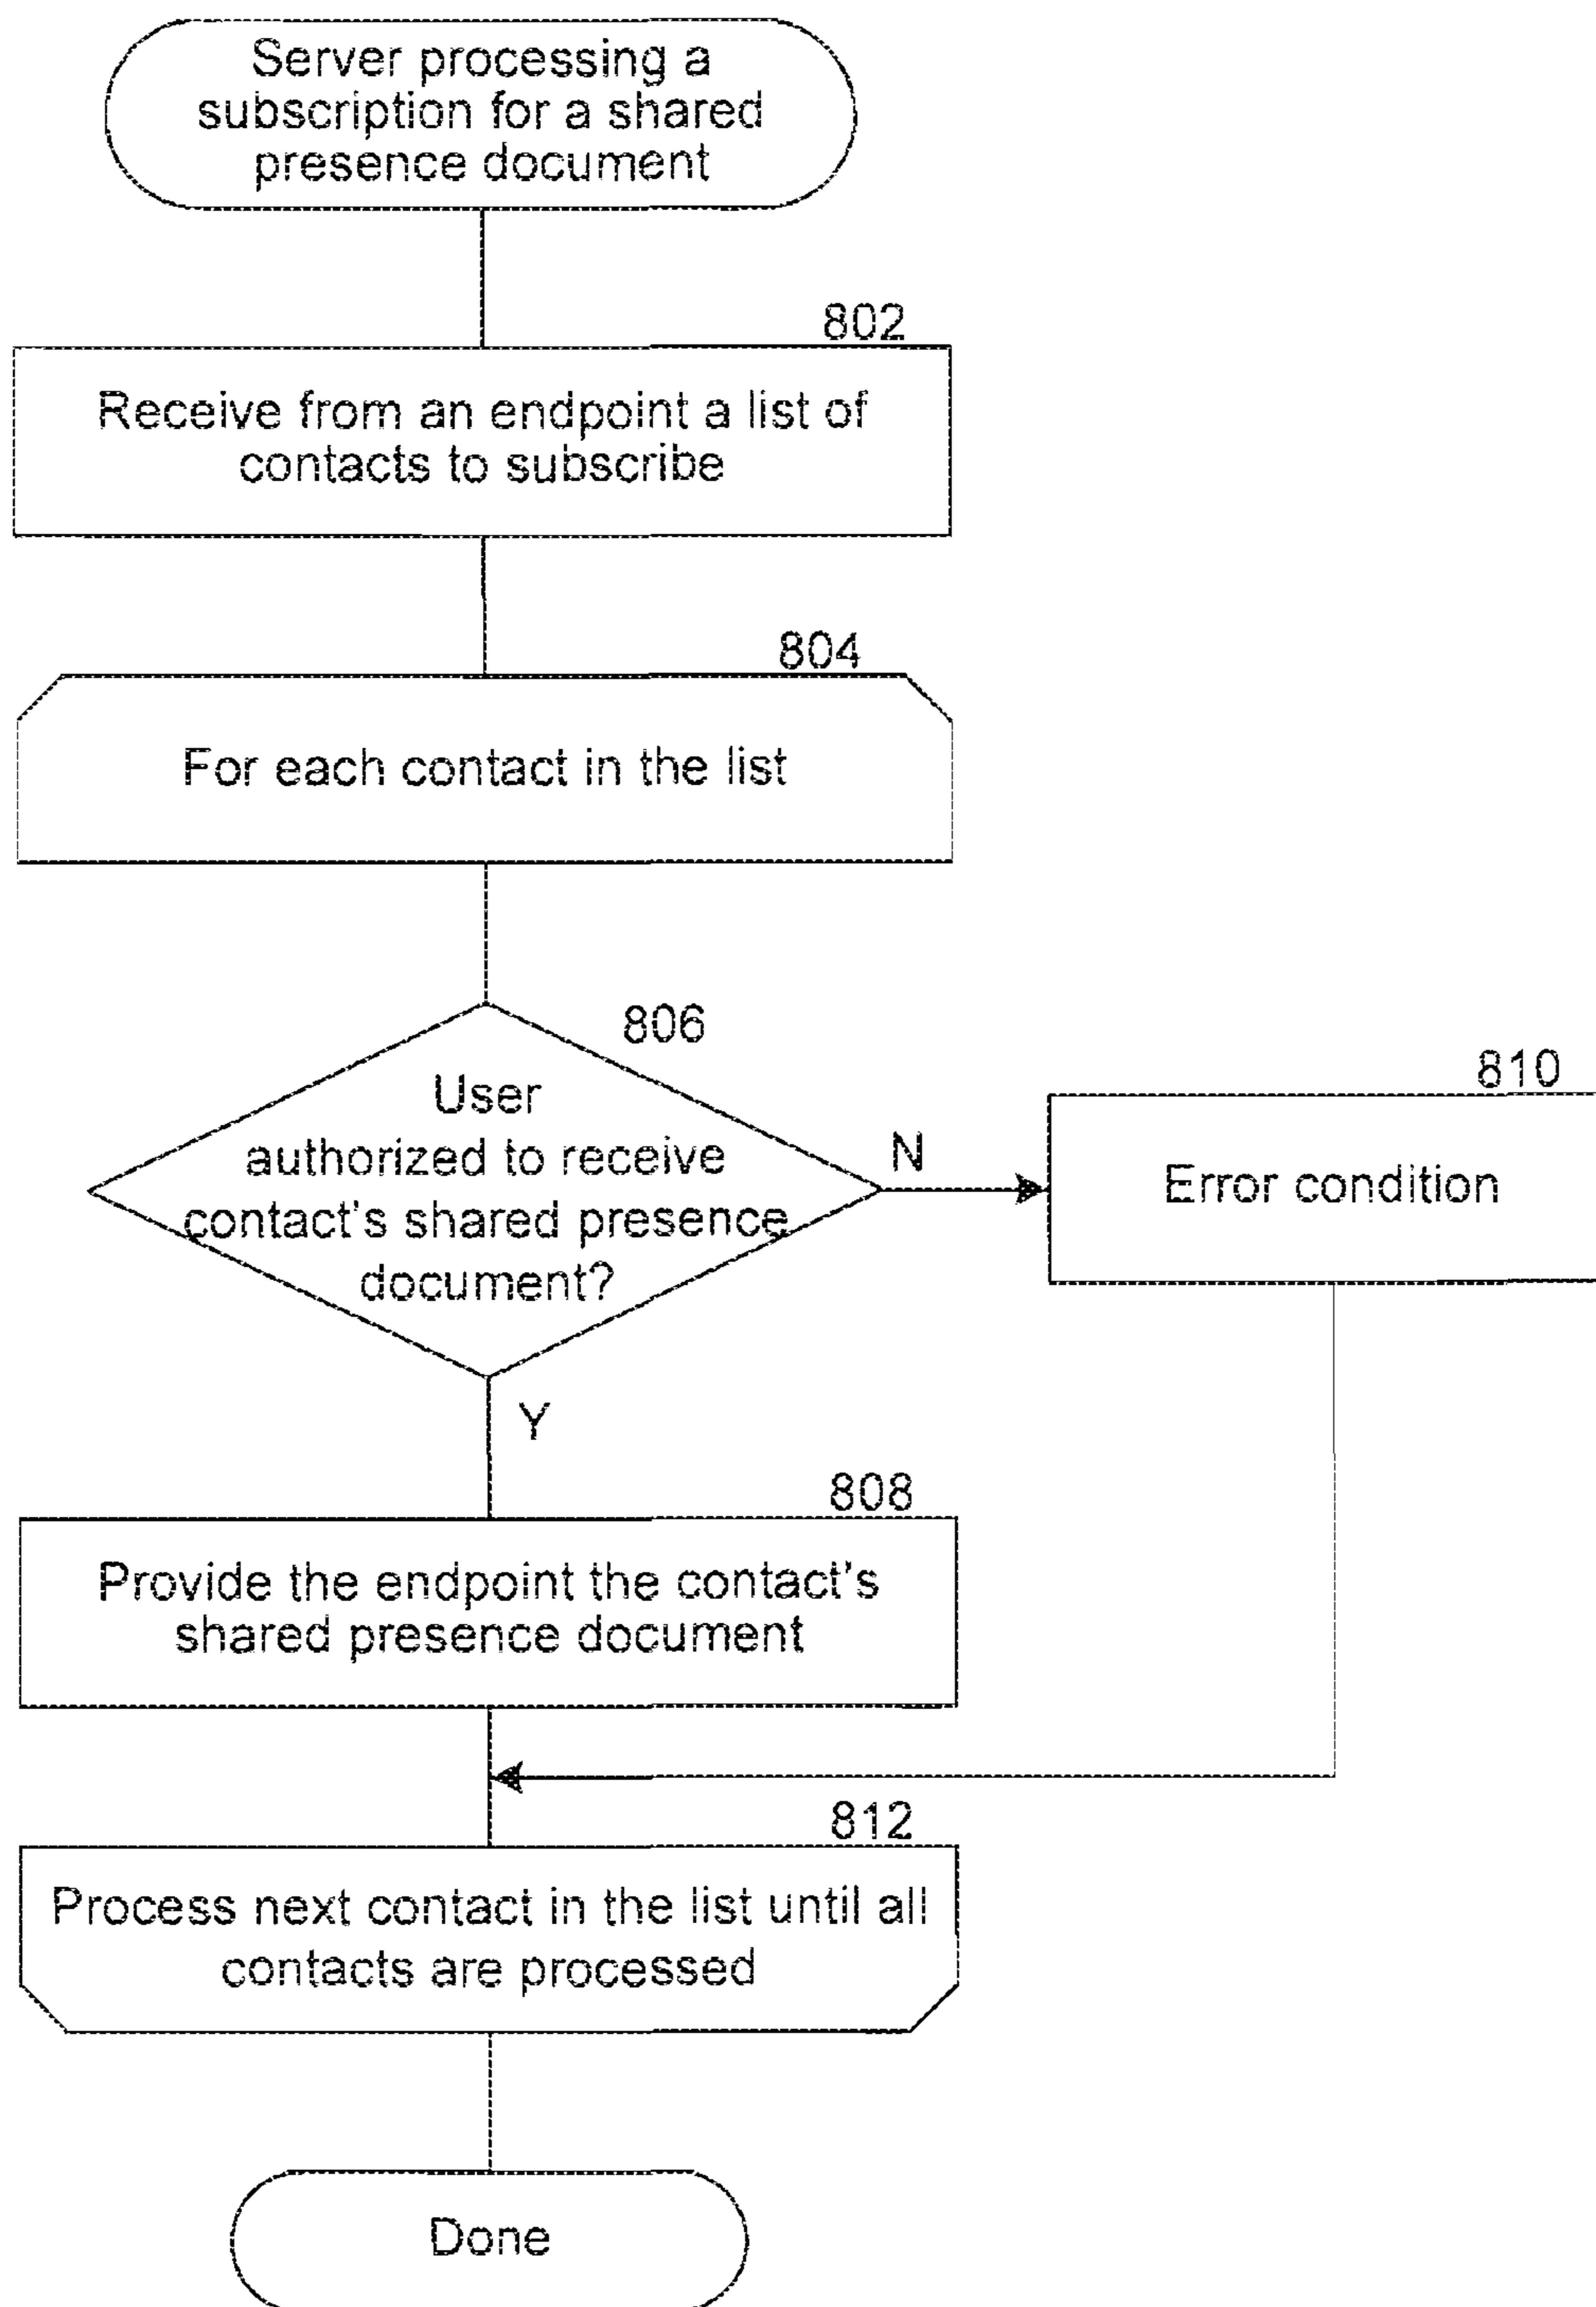 Server processing a
subscription for a shared
presence document
802
Receive from an endpoint a list of
contacts to subscribe
804
For each contact in the list
806
User
authorized to receive
contact's shared presence
document?
N
810
Error condition
Y
808
Provide the endpoint the contact's
shared presence document
812
Process next contact in the list until all
contacts are processed
Done